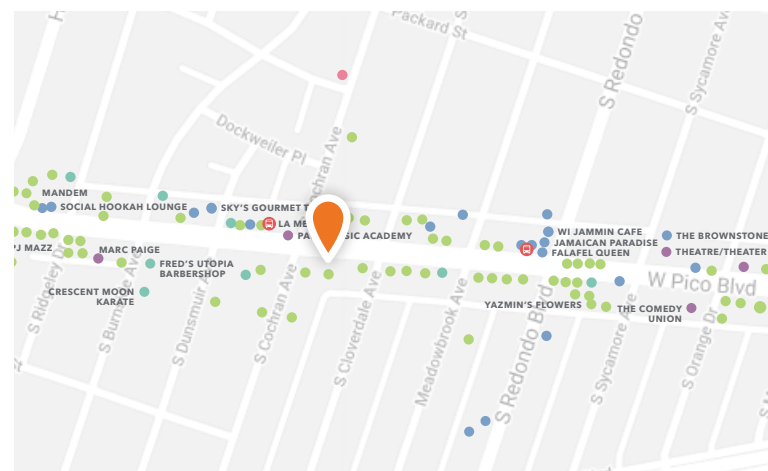 Packard St
S Redondo
S Sycamore Ave
Dockweiler Pl
Cochran Ave
MANDEM
SOCIAL HOOKAH LOUNGE
SKY'S GOURMET T
LA ME
SIC ACADEMY
WI JAMMIN CAFE
JAMAICAN PARADISE
FALAFEL QUEEN
THE BROWNSTONE
THEATRE/THEATER
PJ MAZZ
MARC PAIGE
FRED'S UTOPIA
BARBERSHOP
CRESCENT MOON
KARATE
W Pico Blvd
YAZMIN'S FLOWERS
THE COMEDY
UNION
S Ridgeley Dr
S Burnside Ave
S Dunsmuir Ave
S Cochran Ave
S Cloverdale Ave
Meadowbrook Ave
S Redondo Blvd
S Sycamore Ave
S Orange Dr
St